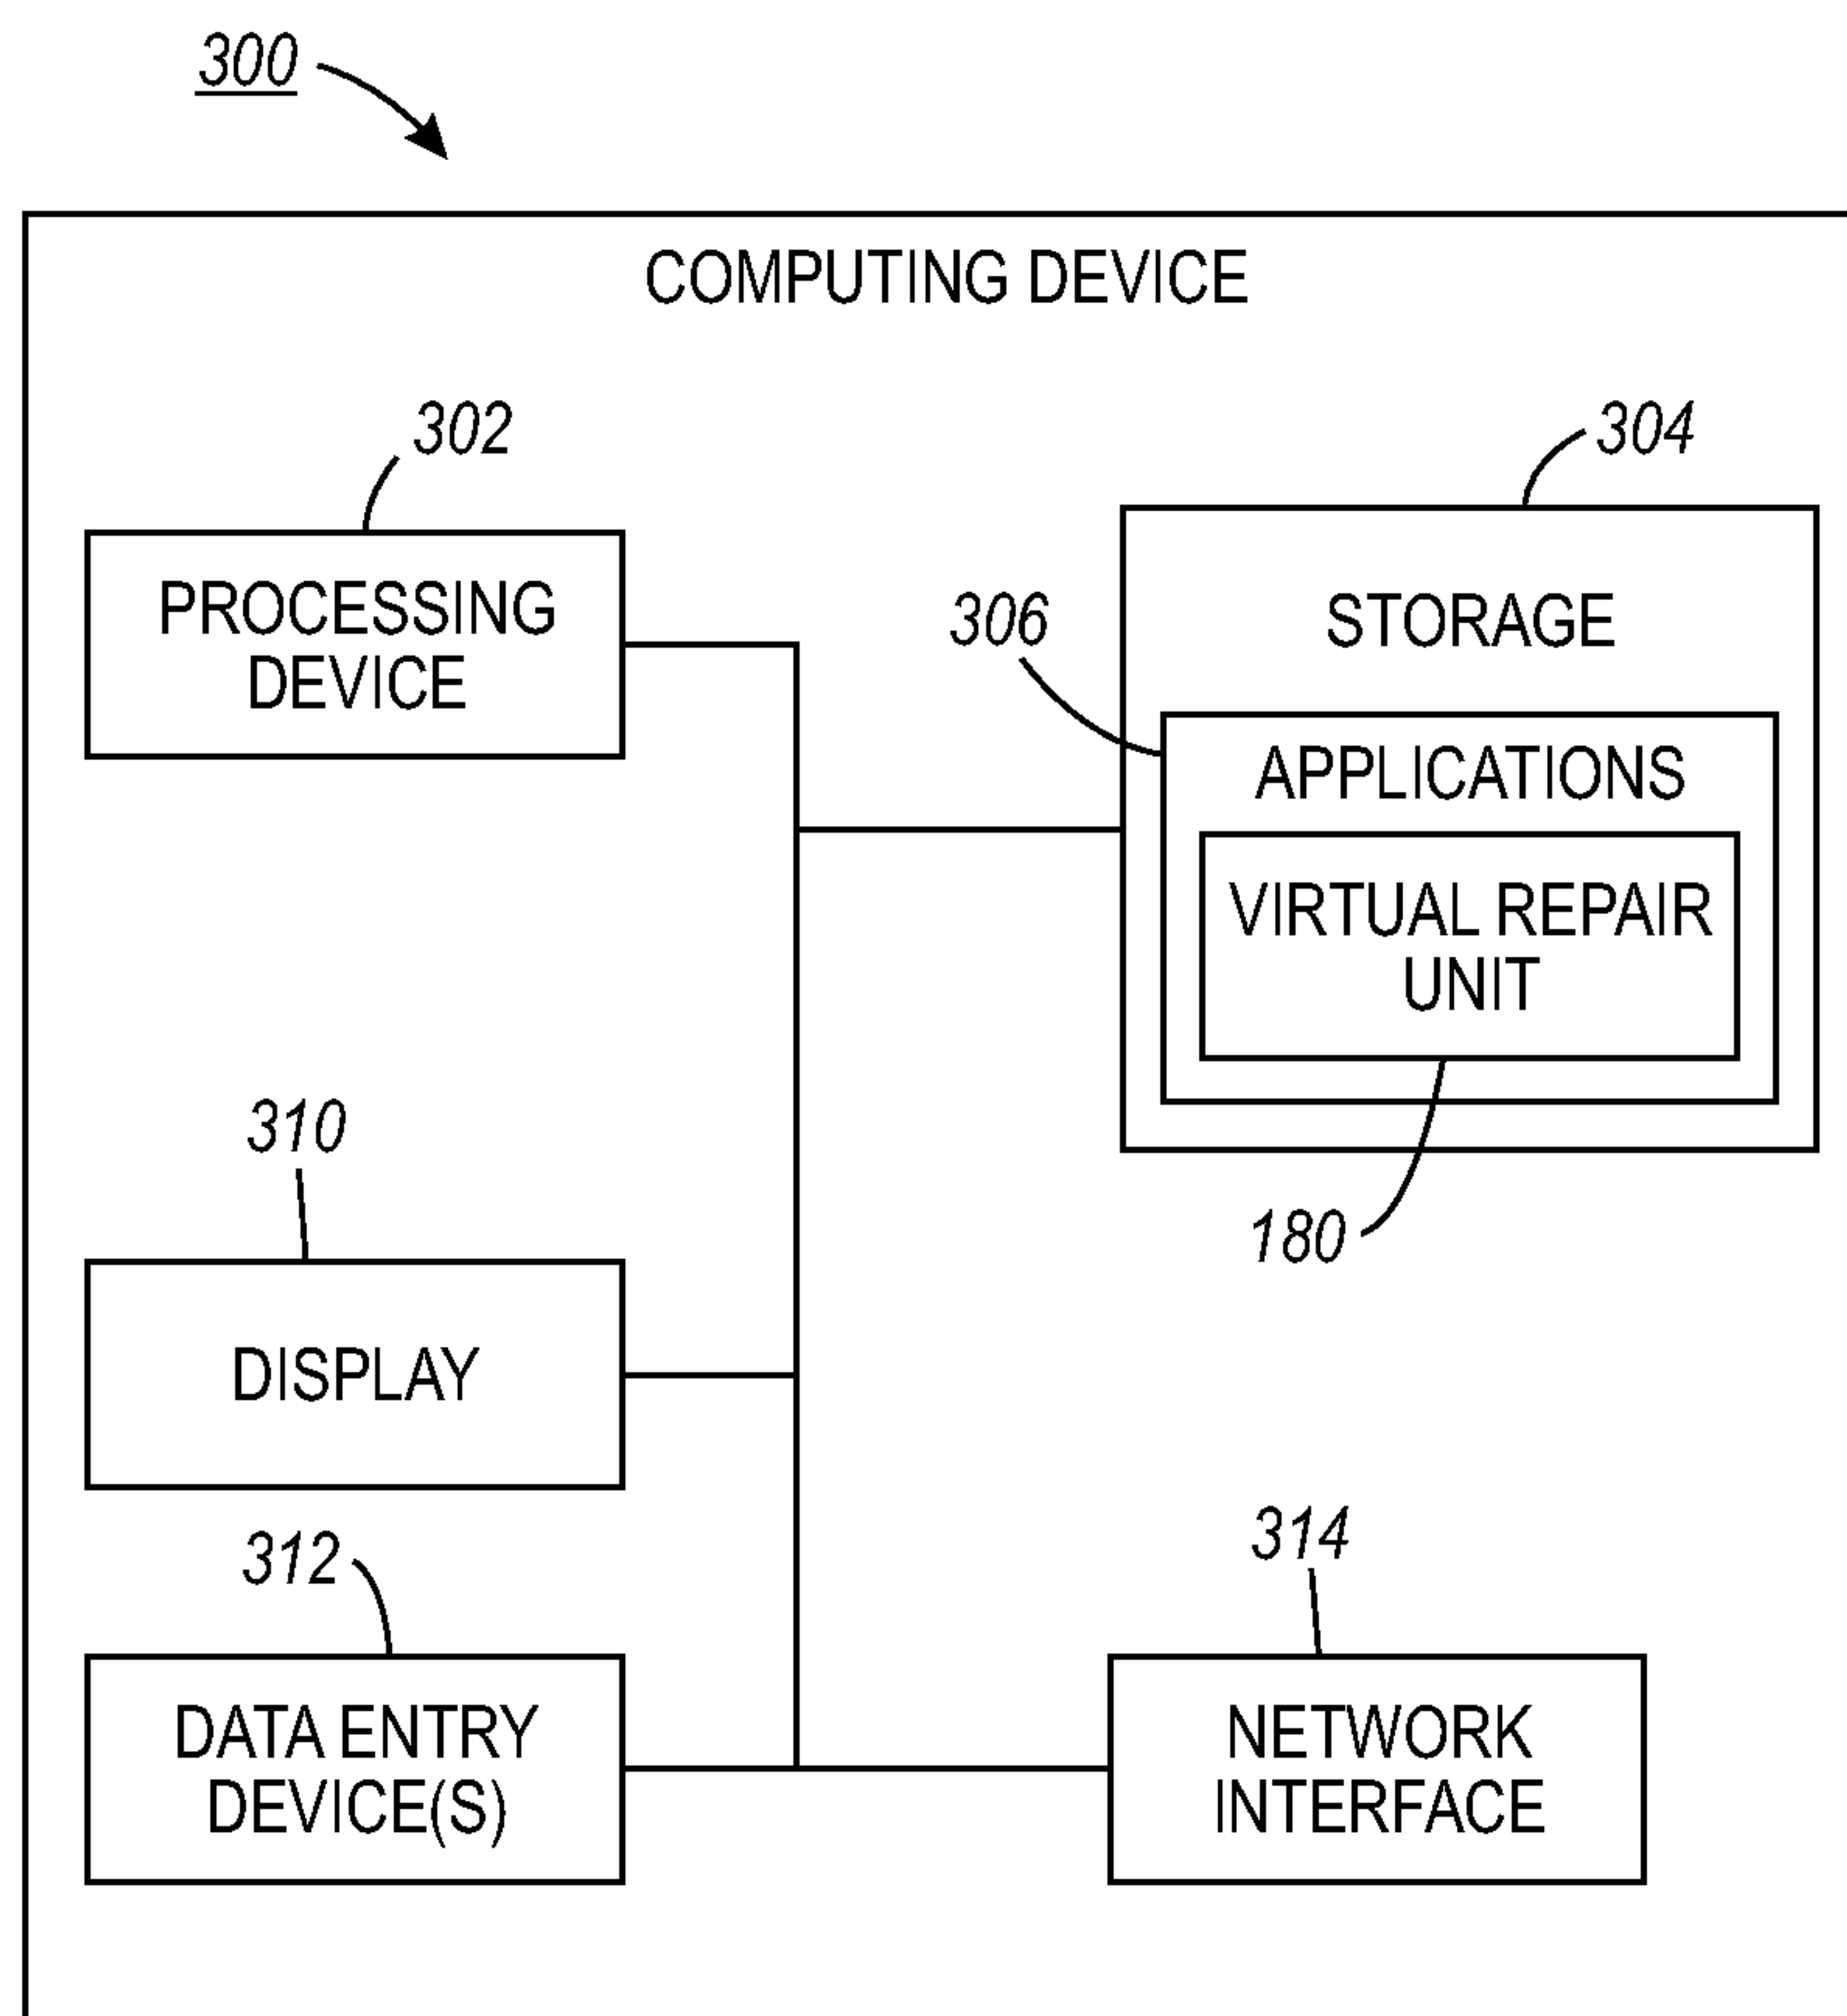 300
COMPUTING DEVICE
302
304
PROCESSING
DEVICE
306
STORAGE
APPLICATIONS
VIRTUAL REPAIR
UNIT
310
180
DISPLAY
312
314
DATA ENTRY
DEVICE(S)
NETWORK
INTERFACE